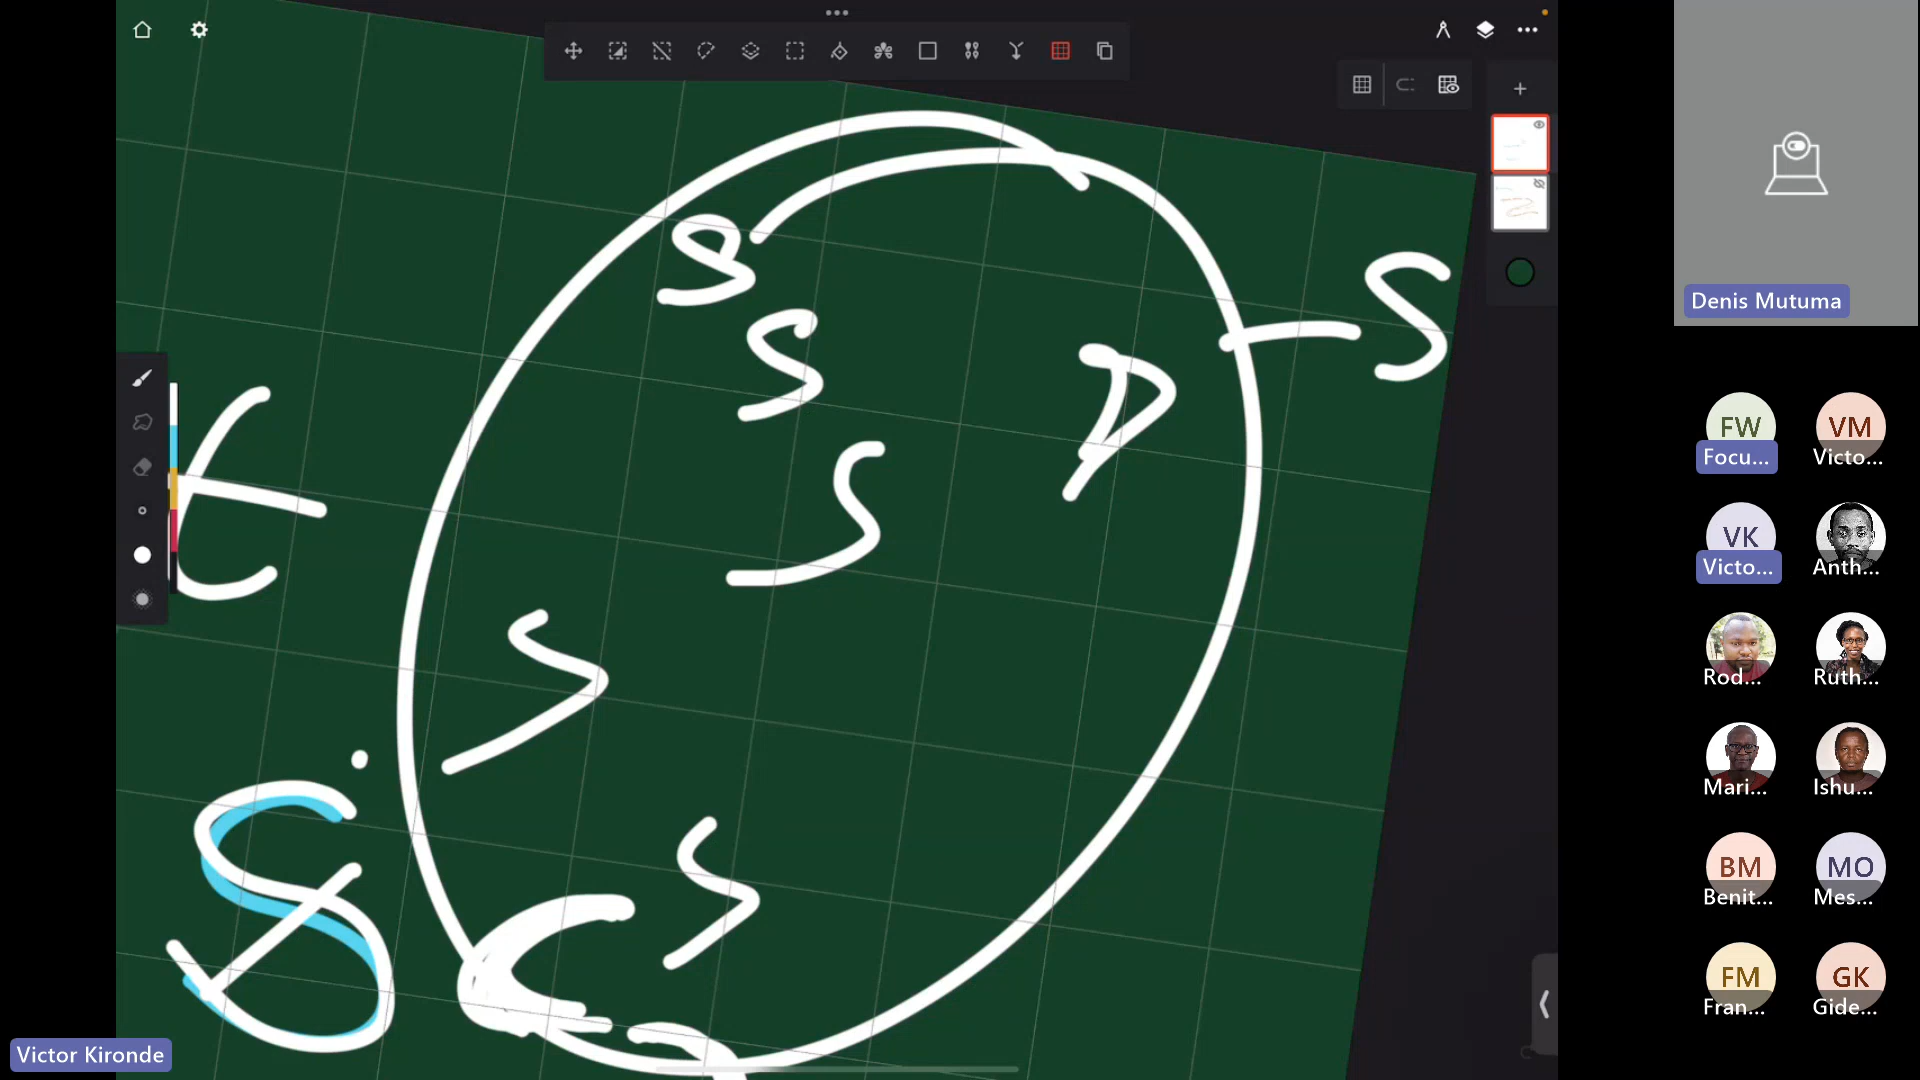 s
s
p
S
s
t
s
s
S
c
Denis Mutuma
FW
Focu...
VM
Victo...
VK
Victo...
Anth...
Rod...
Ruth...
Mari...
Ishu...
BM
Benit...
MO
Mes...
FM
Fran...
GK
Gide...
Victor Kironde